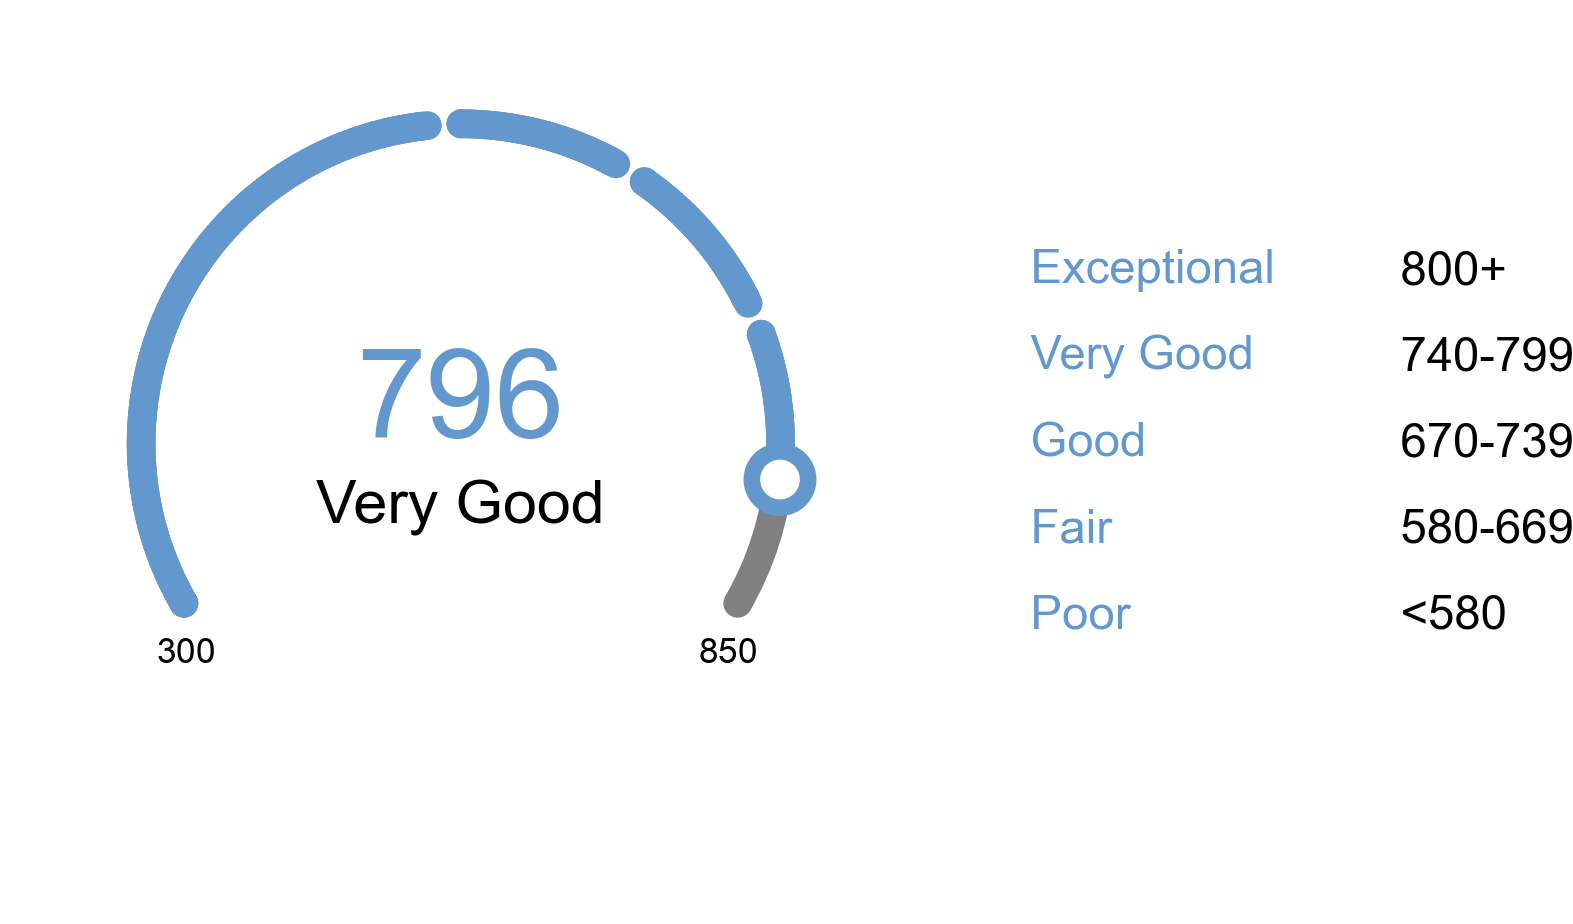 796
Very Good
300 850
Exceptional 800+
Very Good 740-799
Good 670-739
Fair 580-669
Poor <580